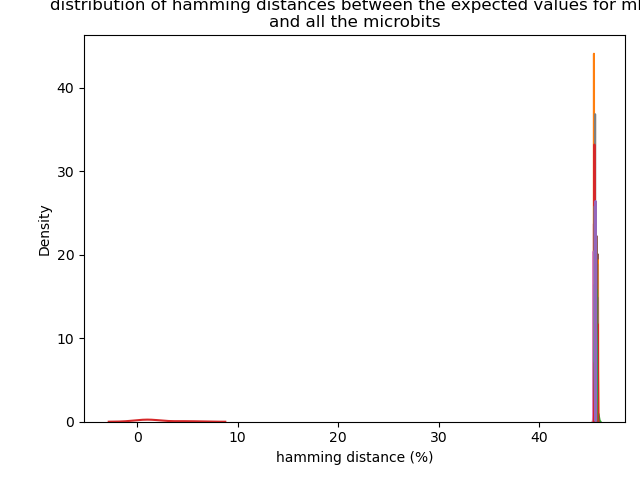 distribution of hamming distances between the expected values for
and all the microbits
40
30
20
10
0
Density
0 10 20 30 40
hamming distance (%)